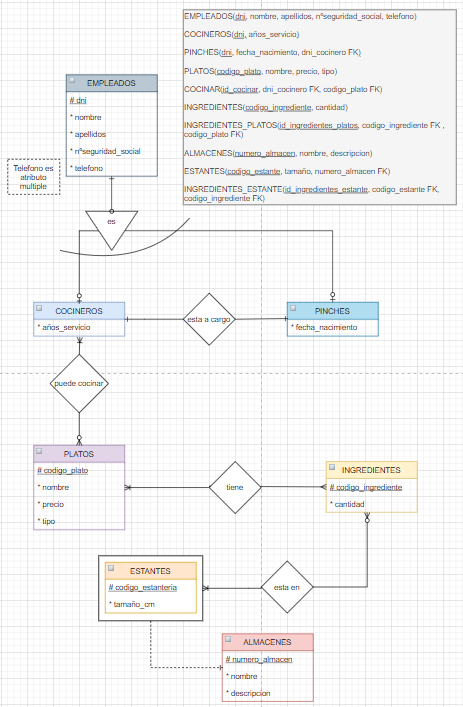 EMPLEADOS(dni, nombre, apellidos, nºseguridad_social, telefono)
COCINEROS(dni, años_servicio)
PINCHES(dni, fecha_nacimiento, dni_cocinero FK)
PLATOS(codigo_plato, nombre, precio, tipo)
COCINAR(id_cocinar, dni_cocinero FK, codigo_plato FK)
INGREDIENTES(codigo_ingrediente, cantidad)
INGREDIENTES_PLATOS(id_ingredientes_platos, codigo_ingrediente FK ,
codigo_plato FK)
ALMACENES(numero_almacen, nombre, descripcion)
ESTANTES(codigo_estante, tamaño, numero_almacen FK)
INGREDIENTES_ESTANTE(id_ingredientes_estante, codigo_estante FK,
codigo_ingrediente FK)
EMPLEADOS
# dni
* nombre
* apellidos
* nºseguridad_social
* telefono
Telefono es
atributo
multiple
es
COCINEROS
* años_servicio
esta a cargo
PINCHES
* fecha_nacimiento
puede cocinar
PLATOS
# codigo_plato
* nombre
* precio
* tipo
tiene
INGREDIENTES
# codigo_ingrediente
* cantidad
ESTANTES
# codigo_estanteria
* tamaño_cm
esta en
ALMACENES
# numero_almacen
* nombre
* descripcion